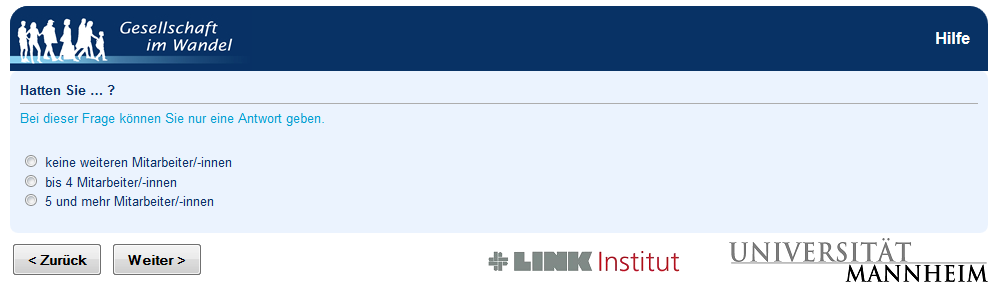 Gesellschaft
im Wandel
Hilfe
Hatten Sie ... ?
Bei dieser Frage können Sie nur eine Antwort geben.
keine weiteren Mitarbeiter/-innen
bis 4 Mitarbeiter/-innen
5 und mehr Mitarbeiter/-innen
< Zurück
Weiter >
LINK Institut
UNIVERSITÄT
MANNHEIM